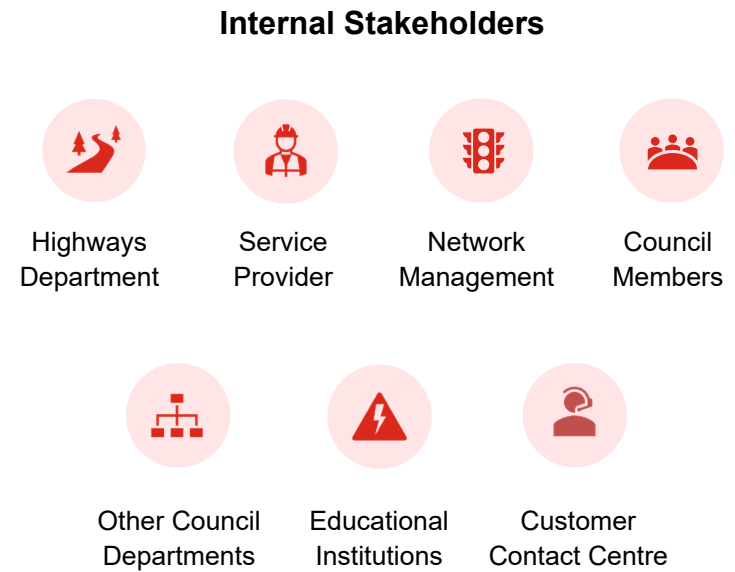 Internal Stakeholders
Highways
Department
Service
Provider
Network
Management
Council
Members
Other Council
Departments
Educational
Institutions
Customer
Contact Centre